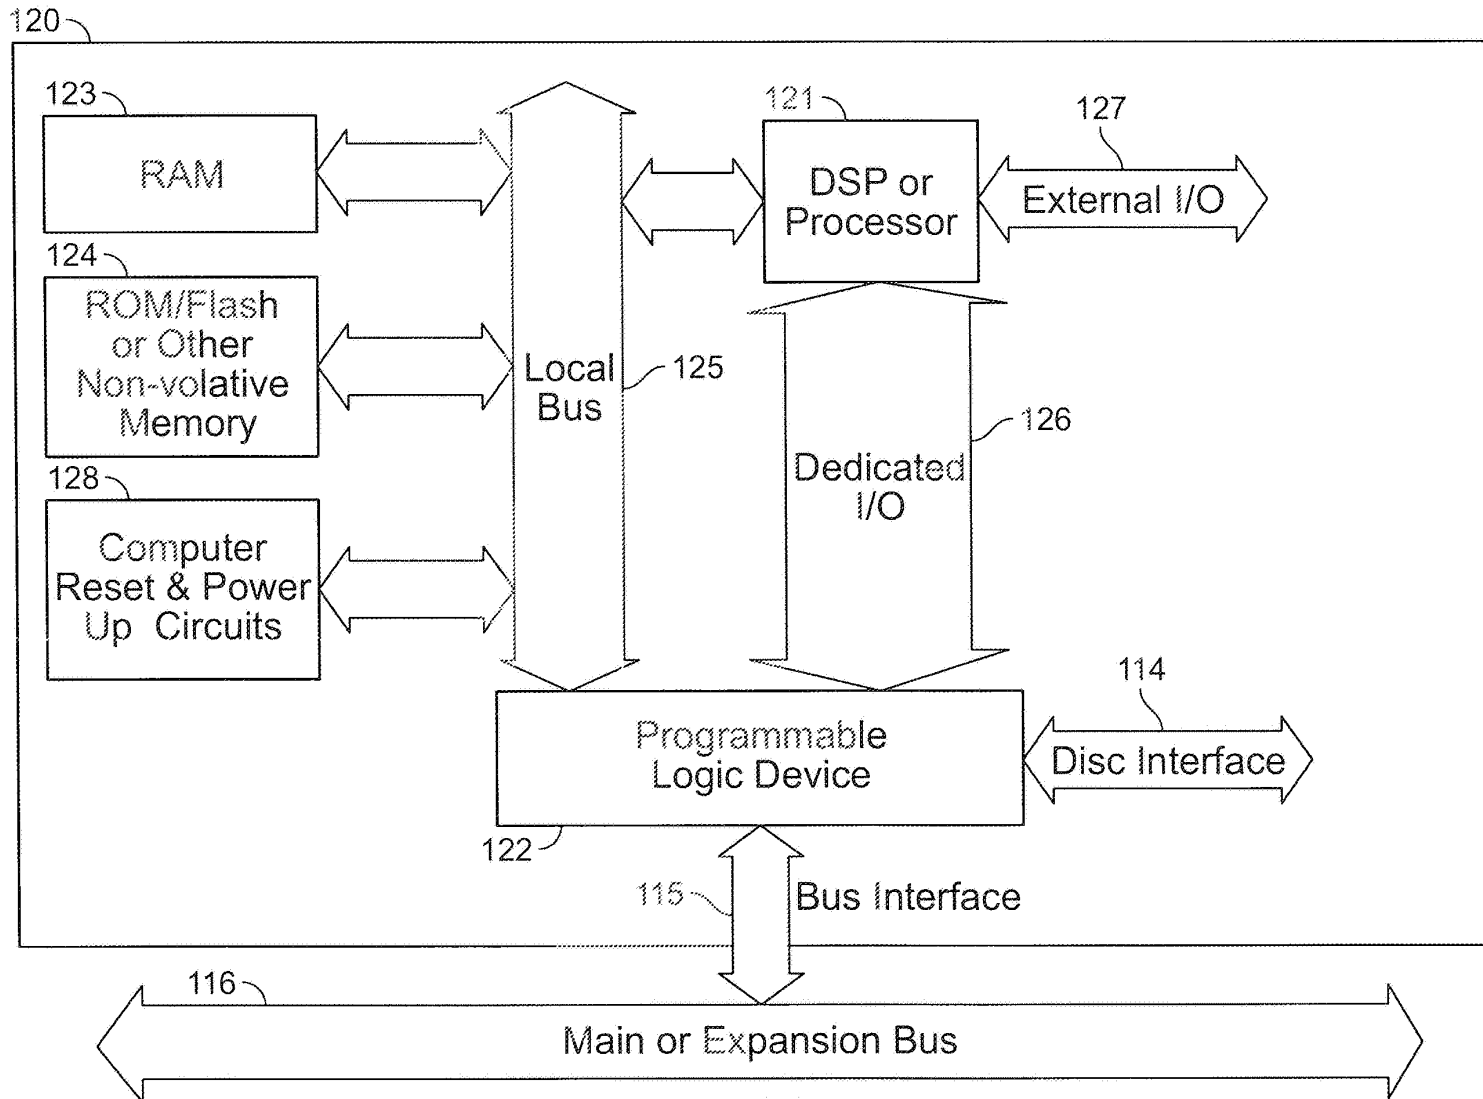 120
123
RAM
124
ROM/Flash
or Other
Non-volative
Memory
128
Computer
Reset & Power
Up Circuits
Local
Bus
125
121
DSP or
Processor
127
External I/O
126
Dedicated
I/O
Programmable
Logic Device
122
114
Disc Interface
115
Bus Interface
116
Main or Expansion Bus